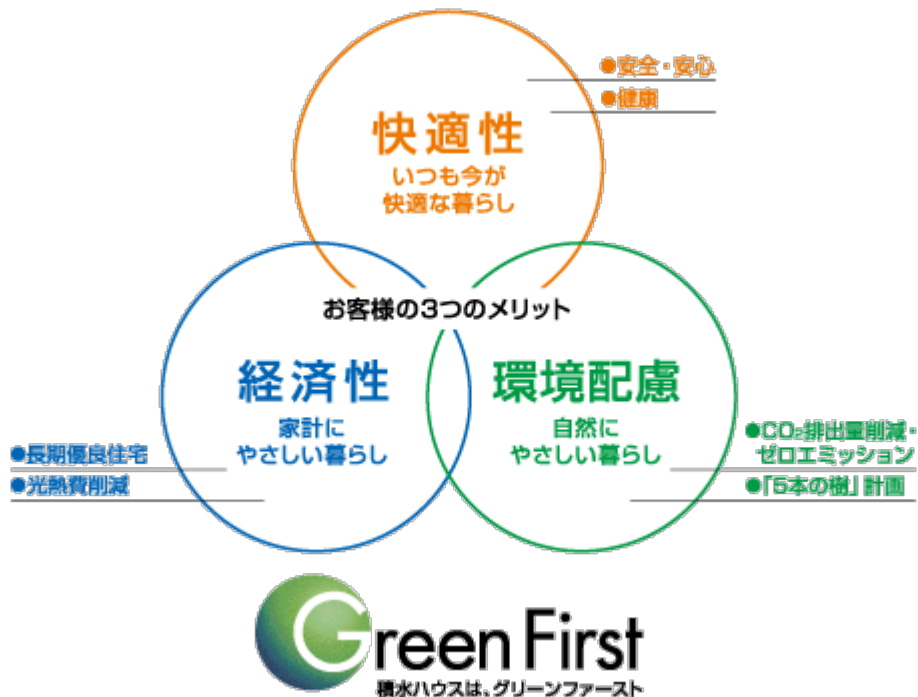 ●安全・安心
●健康
快適性
いつも今が
快適な暮らし
お客様の3つのメリット
経済性
家計に
やさしい暮らし
●長期優良住宅
●光熱費削減
環境配慮
自然に
やさしい暮らし
●CO₂排出量削減・
ゼロエミッション
●「5本の樹」計画
Green First
積水ハウスは、グリーンファースト